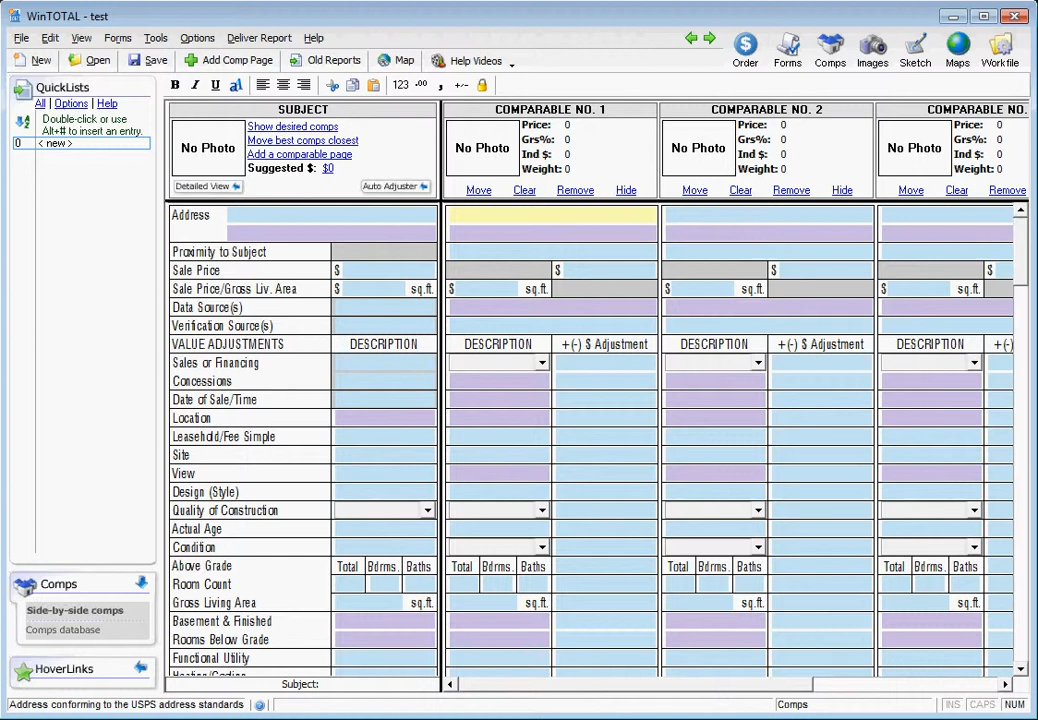 WinTOTAL - test
File Edit View Forms Tools Options Deliver Report Help
New Open Save Add Comp Page Old Reports Map Help Videos
Order Forms Comps Images Sketch Maps Workfile
QuickLists
All | Options | Help
Double-click or use
Alt+# to insert an entry.
0 < new >
B I U a 123 .00 , +/-
SUBJECT COMPARABLE NO. 1 COMPARABLE NO. 2 COMPARABLE NO.
No Photo
Show desired comps
Move best comps closest
Add a comparable page
Suggested $: $0
Detailed View Auto Adjuster
No Photo
Price: 0
Grs%: 0
Ind $: 0
Weight: 0
Move Clear Remove Hide
No Photo
Price: 0
Grs%: 0
Ind $: 0
Weight: 0
Move Clear Remove Hide
No Photo
Price: 0
Grs%: 0
Ind $: 0
Weight: 0
Move Clear Remove
Address
Proximity to Subject
Sale Price $ $ $ $
Sale Price/Gross Liv. Area $ sq.ft. $ sq.ft. $ sq.ft. $ sq.ft.
Data Source(s)
Verification Source(s)
VALUE ADJUSTMENTS DESCRIPTION DESCRIPTION +(-) $ Adjustment DESCRIPTION +(-) $ Adjustment DESCRIPTION +(-)
Sales or Financing
Concessions
Date of Sale/Time
Location
Leasehold/Fee Simple
Site
View
Design (Style)
Quality of Construction
Actual Age
Condition
Above Grade Total Bdrms. Baths Total Bdrms. Baths Total Bdrms. Baths Total Bdrms. Baths
Room Count
Gross Living Area sq.ft. sq.ft. sq.ft. sq.ft.
Basement & Finished
Rooms Below Grade
Functional Utility
Heating/Cooling
Subject:
Comps
Side-by-side comps
Comps database
HoverLinks
Address conforming to the USPS address standards Comps INS CAPS NUM